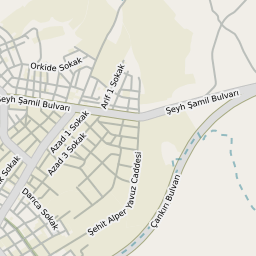 Orkide Sokak
Arif 1 Sokak
Şeyh Şamil Bulvarı
Şeyh Şamil Bulvarı
Azad 1 Sokak
Azad 3 Sokak
Sokak
Darıca Sokak
Şehit Alper Yavuz Caddesi
Çankırı Bulvarı